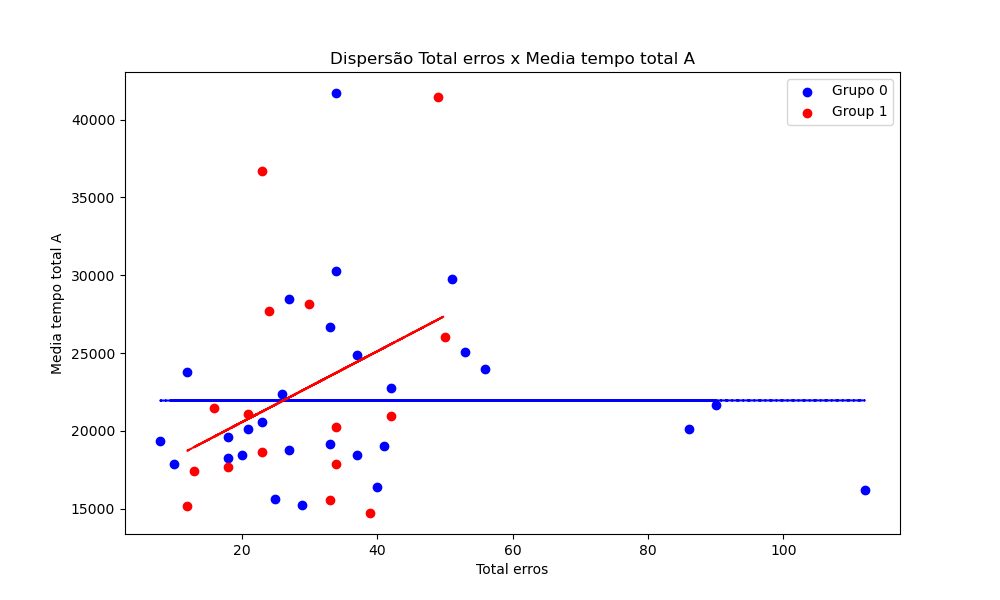 Dispersão Total erros x Media tempo total A
Grupo 0
Group 1
Media tempo total A
40000
35000
30000
25000
20000
15000
20 40 60 80 100
Total erros